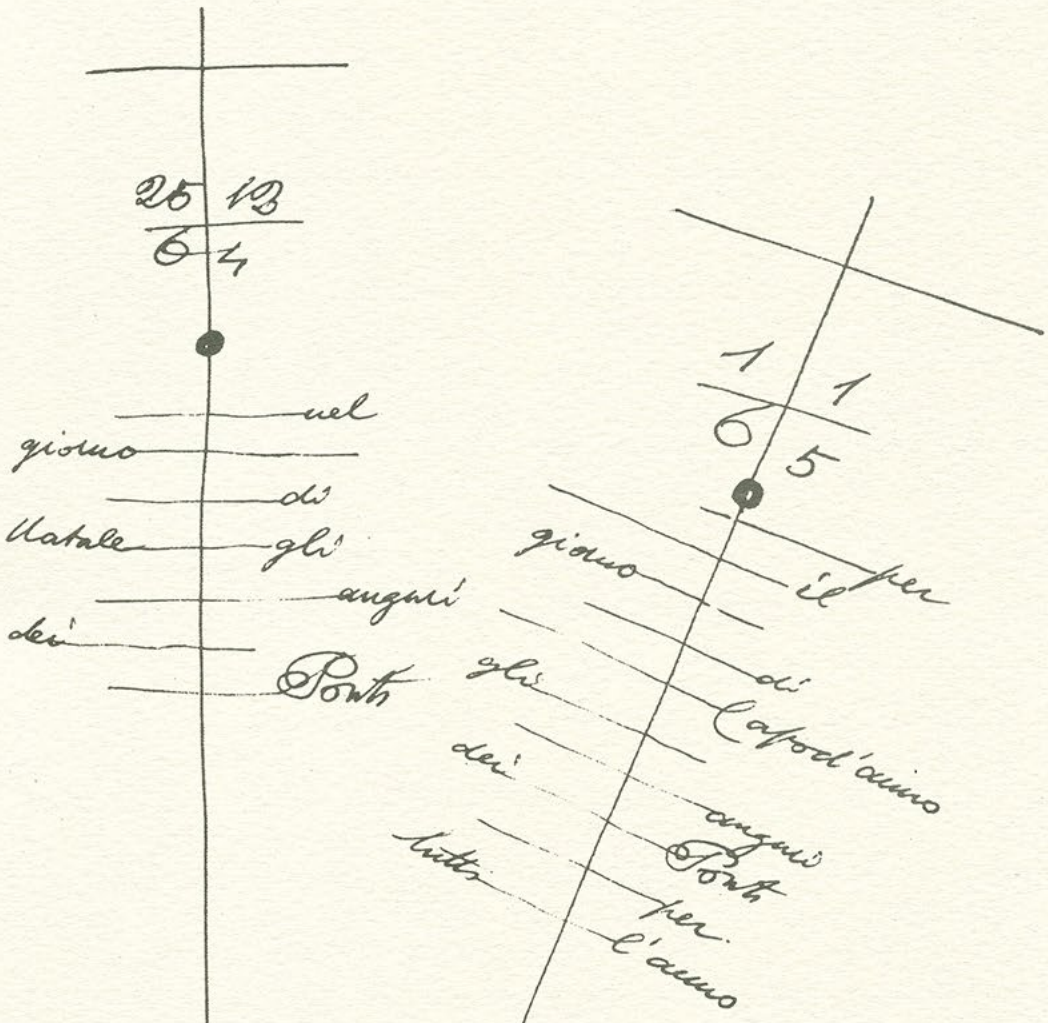 25 12
6 4
nel
giorno
di
Natale gli
auguri
dei
Ponti
1 1
6 5
per
il
giorno
di
Capod'anno
gli
auguri
dei Ponti
per
tutto l'anno